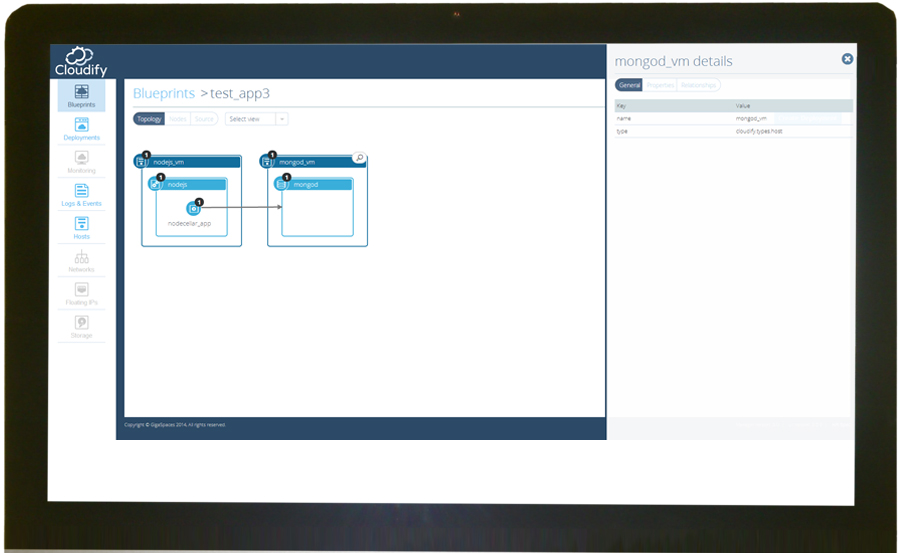 Cloudify
Blueprints
Deployments
Monitoring
Logs & Events
Hosts
Networks
Floating IPs
Storage
Blueprints > test_app3
Topology Nodes Source Select view
1 nodejs_vm
1 nodejs
1
nodecellar_app
1 mongod_vm
1 mongod
Copyright © GigaSpaces 2014. All rights reserved.
mongod_vm details
General Properties Relationships
Key Value
name mongod_vm
type cloudify.types.host